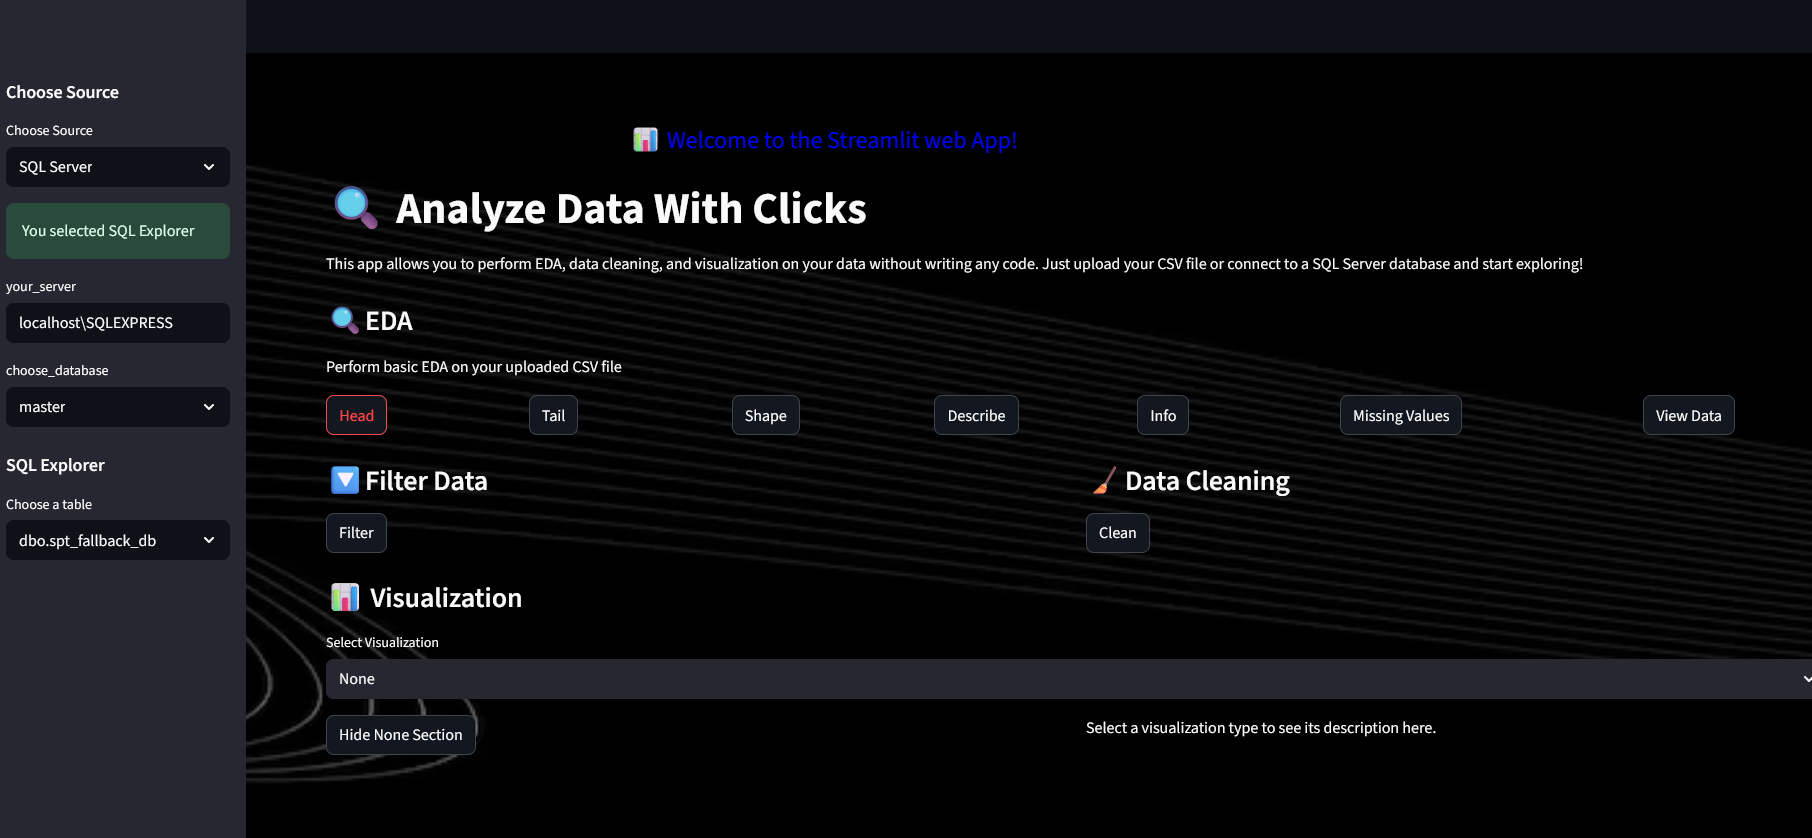 Choose Source
Choose Source
SQL Server
You selected SQL Explorer
your_server
localhost\SQLEXPRESS
choose_database
master
SQL Explorer
Choose a table
dbo.spt_fallback_db
Welcome to the Streamlit web App!
Analyze Data With Clicks
This app allows you to perform EDA, data cleaning, and visualization on your data without writing any code. Just upload your CSV file or connect to a SQL Server database and start exploring!
EDA
Perform basic EDA on your uploaded CSV file
Head Tail Shape Describe Info Missing Values View Data
Filter Data
Filter
Data Cleaning
Clean
Visualization
Select Visualization
None
Hide None Section
Select a visualization type to see its description here.